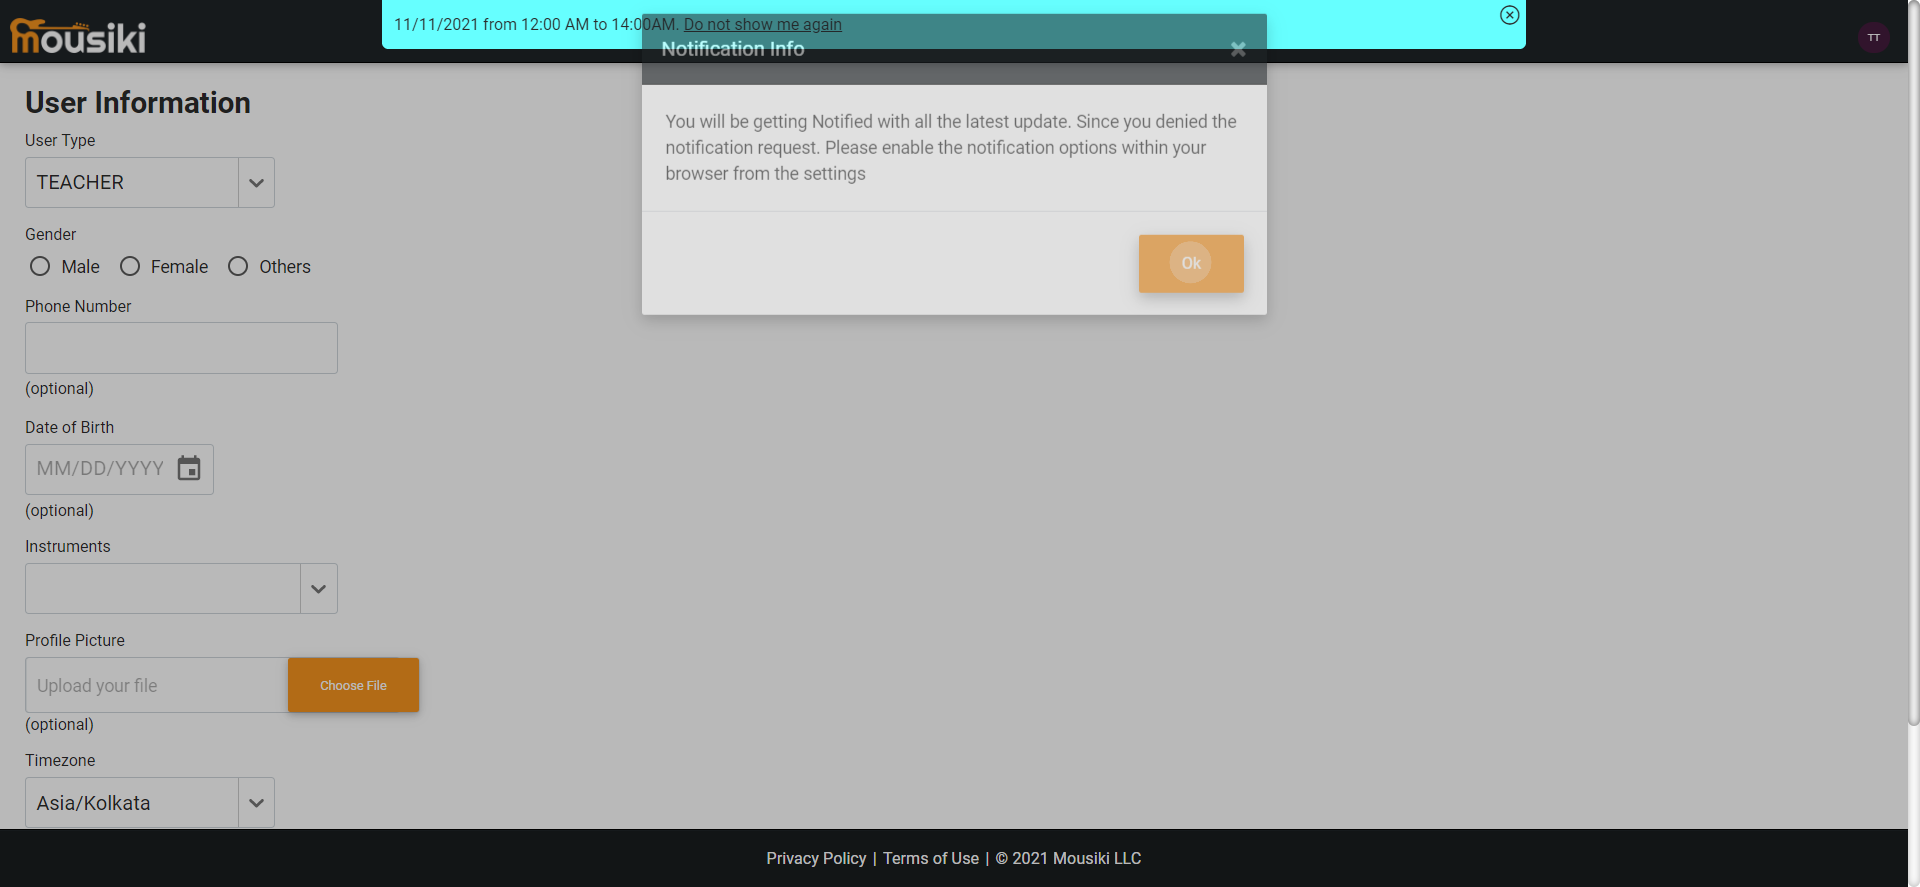 mousiki
11/11/2021 from 12:00 AM to 14:00AM. Do not show me again
TT
Notification Info
You will be getting Notified with all the latest update. Since you denied the
notification request. Please enable the notification options within your
browser from the settings
Ok
User Information
User Type
TEACHER
Gender
Male
Female
Others
Phone Number
(optional)
Date of Birth
MM/DD/YYYY
(optional)
Instruments
Profile Picture
Upload your file
Choose File
(optional)
Timezone
Asia/Kolkata
Privacy Policy | Terms of Use | © 2021 Mousiki LLC